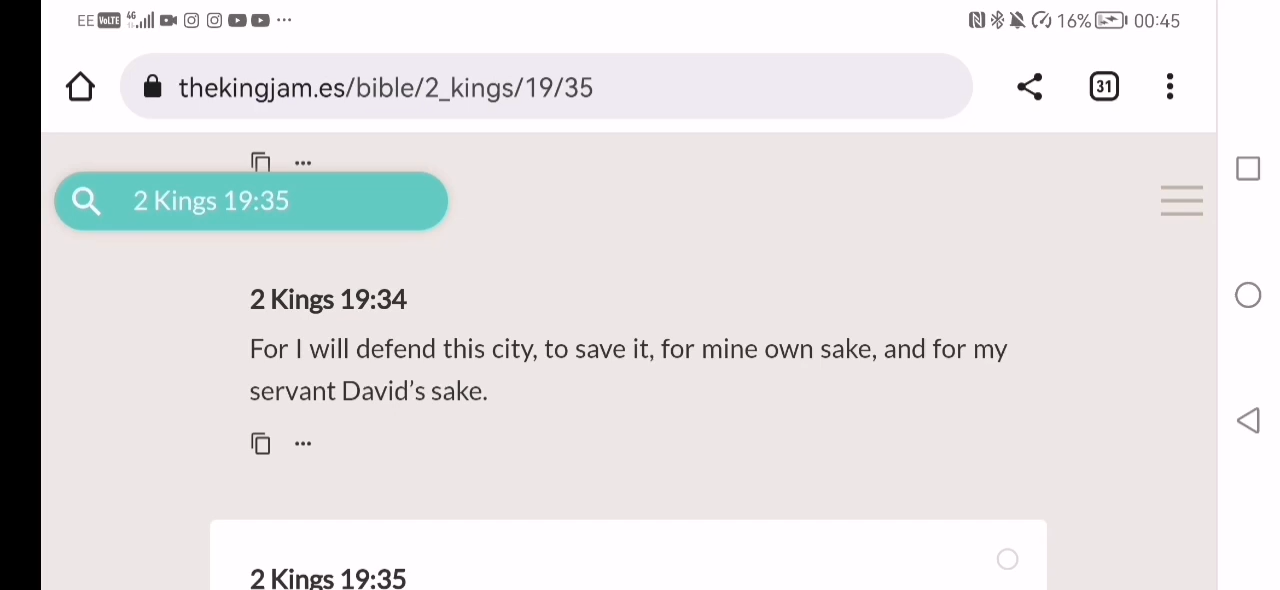 EE VoLTE 4G 16% 00:45
thekingjam.es/bible/2_kings/19/35 31
2 Kings 19:35
2 Kings 19:34
For I will defend this city, to save it, for mine own sake, and for my
servant David’s sake.
2 Kings 19:35